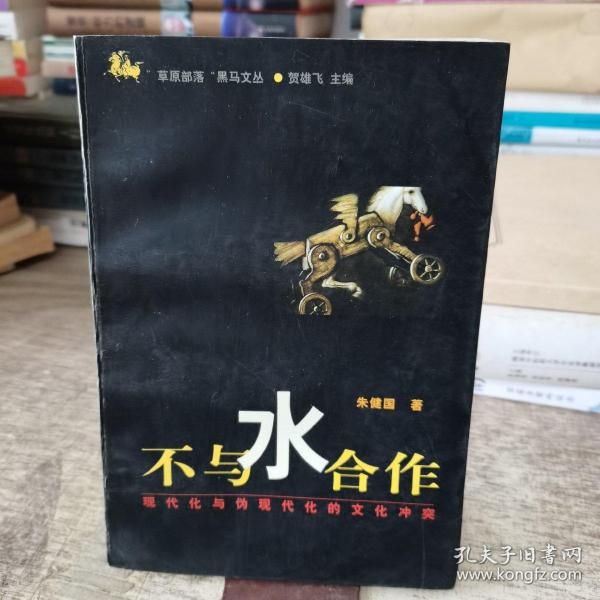 "草原部落"黑马文丛 ● 贺雄飞 主编
朱健国 著
不与水合作
现代化与伪现代化的文化冲突
孔夫子旧书网
www.kongfz.com